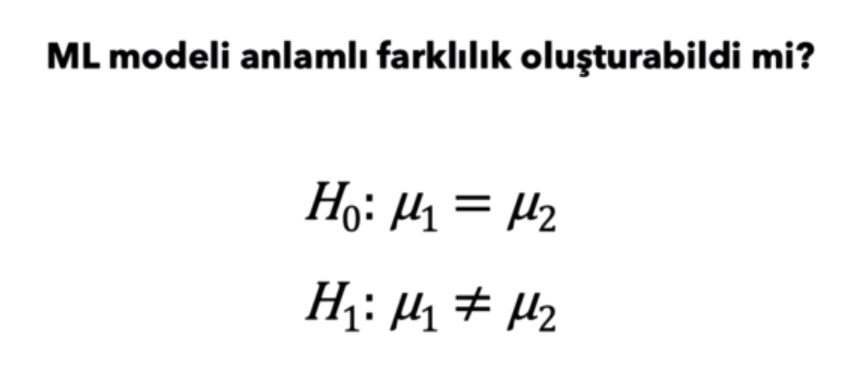 ML modeli anlamlı farklılık oluşturabildi mi?
H₀: μ₁ = μ₂
H₁: μ₁ ≠ μ₂